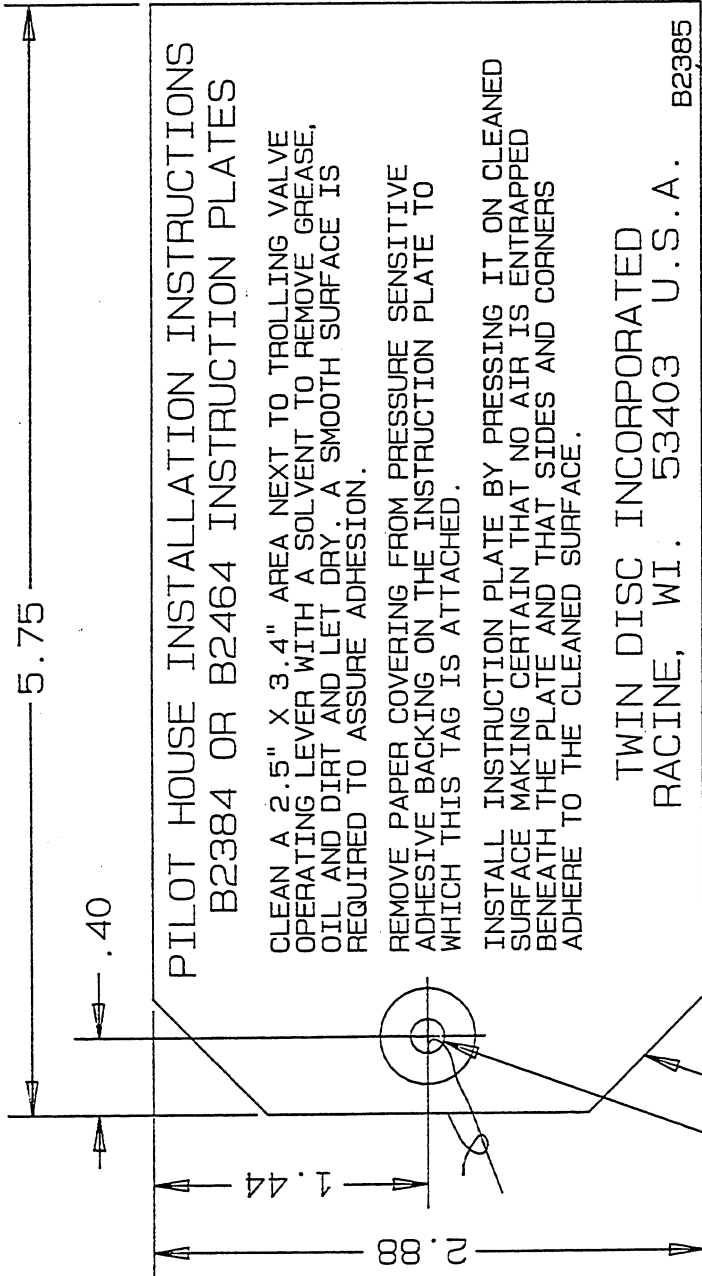 5.75
.40
1.44
2.88
PILOT HOUSE INSTALLATION INSTRUCTIONS
B2384 OR B2464 INSTRUCTION PLATES
CLEAN A 2.5" X 3.4" AREA NEXT TO TROLLING VALVE
OPERATING LEVER WITH A SOLVENT TO REMOVE GREASE,
OIL AND DIRT AND LET DRY. A SMOOTH SURFACE IS
REQUIRED TO ASSURE ADHESION.
REMOVE PAPER COVERING FROM PRESSURE SENSITIVE
ADHESIVE BACKING ON THE INSTRUCTION PLATE TO
WHICH THIS TAG IS ATTACHED.
INSTALL INSTRUCTION PLATE BY PRESSING IT ON CLEANED
SURFACE MAKING CERTAIN THAT NO AIR IS ENTRAPPED
BENEATH THE PLATE AND THAT SIDES AND CORNERS
ADHERE TO THE CLEANED SURFACE.
TWIN DISC INCORPORATED
RACINE, WI. 53403 U.S.A.
B2385